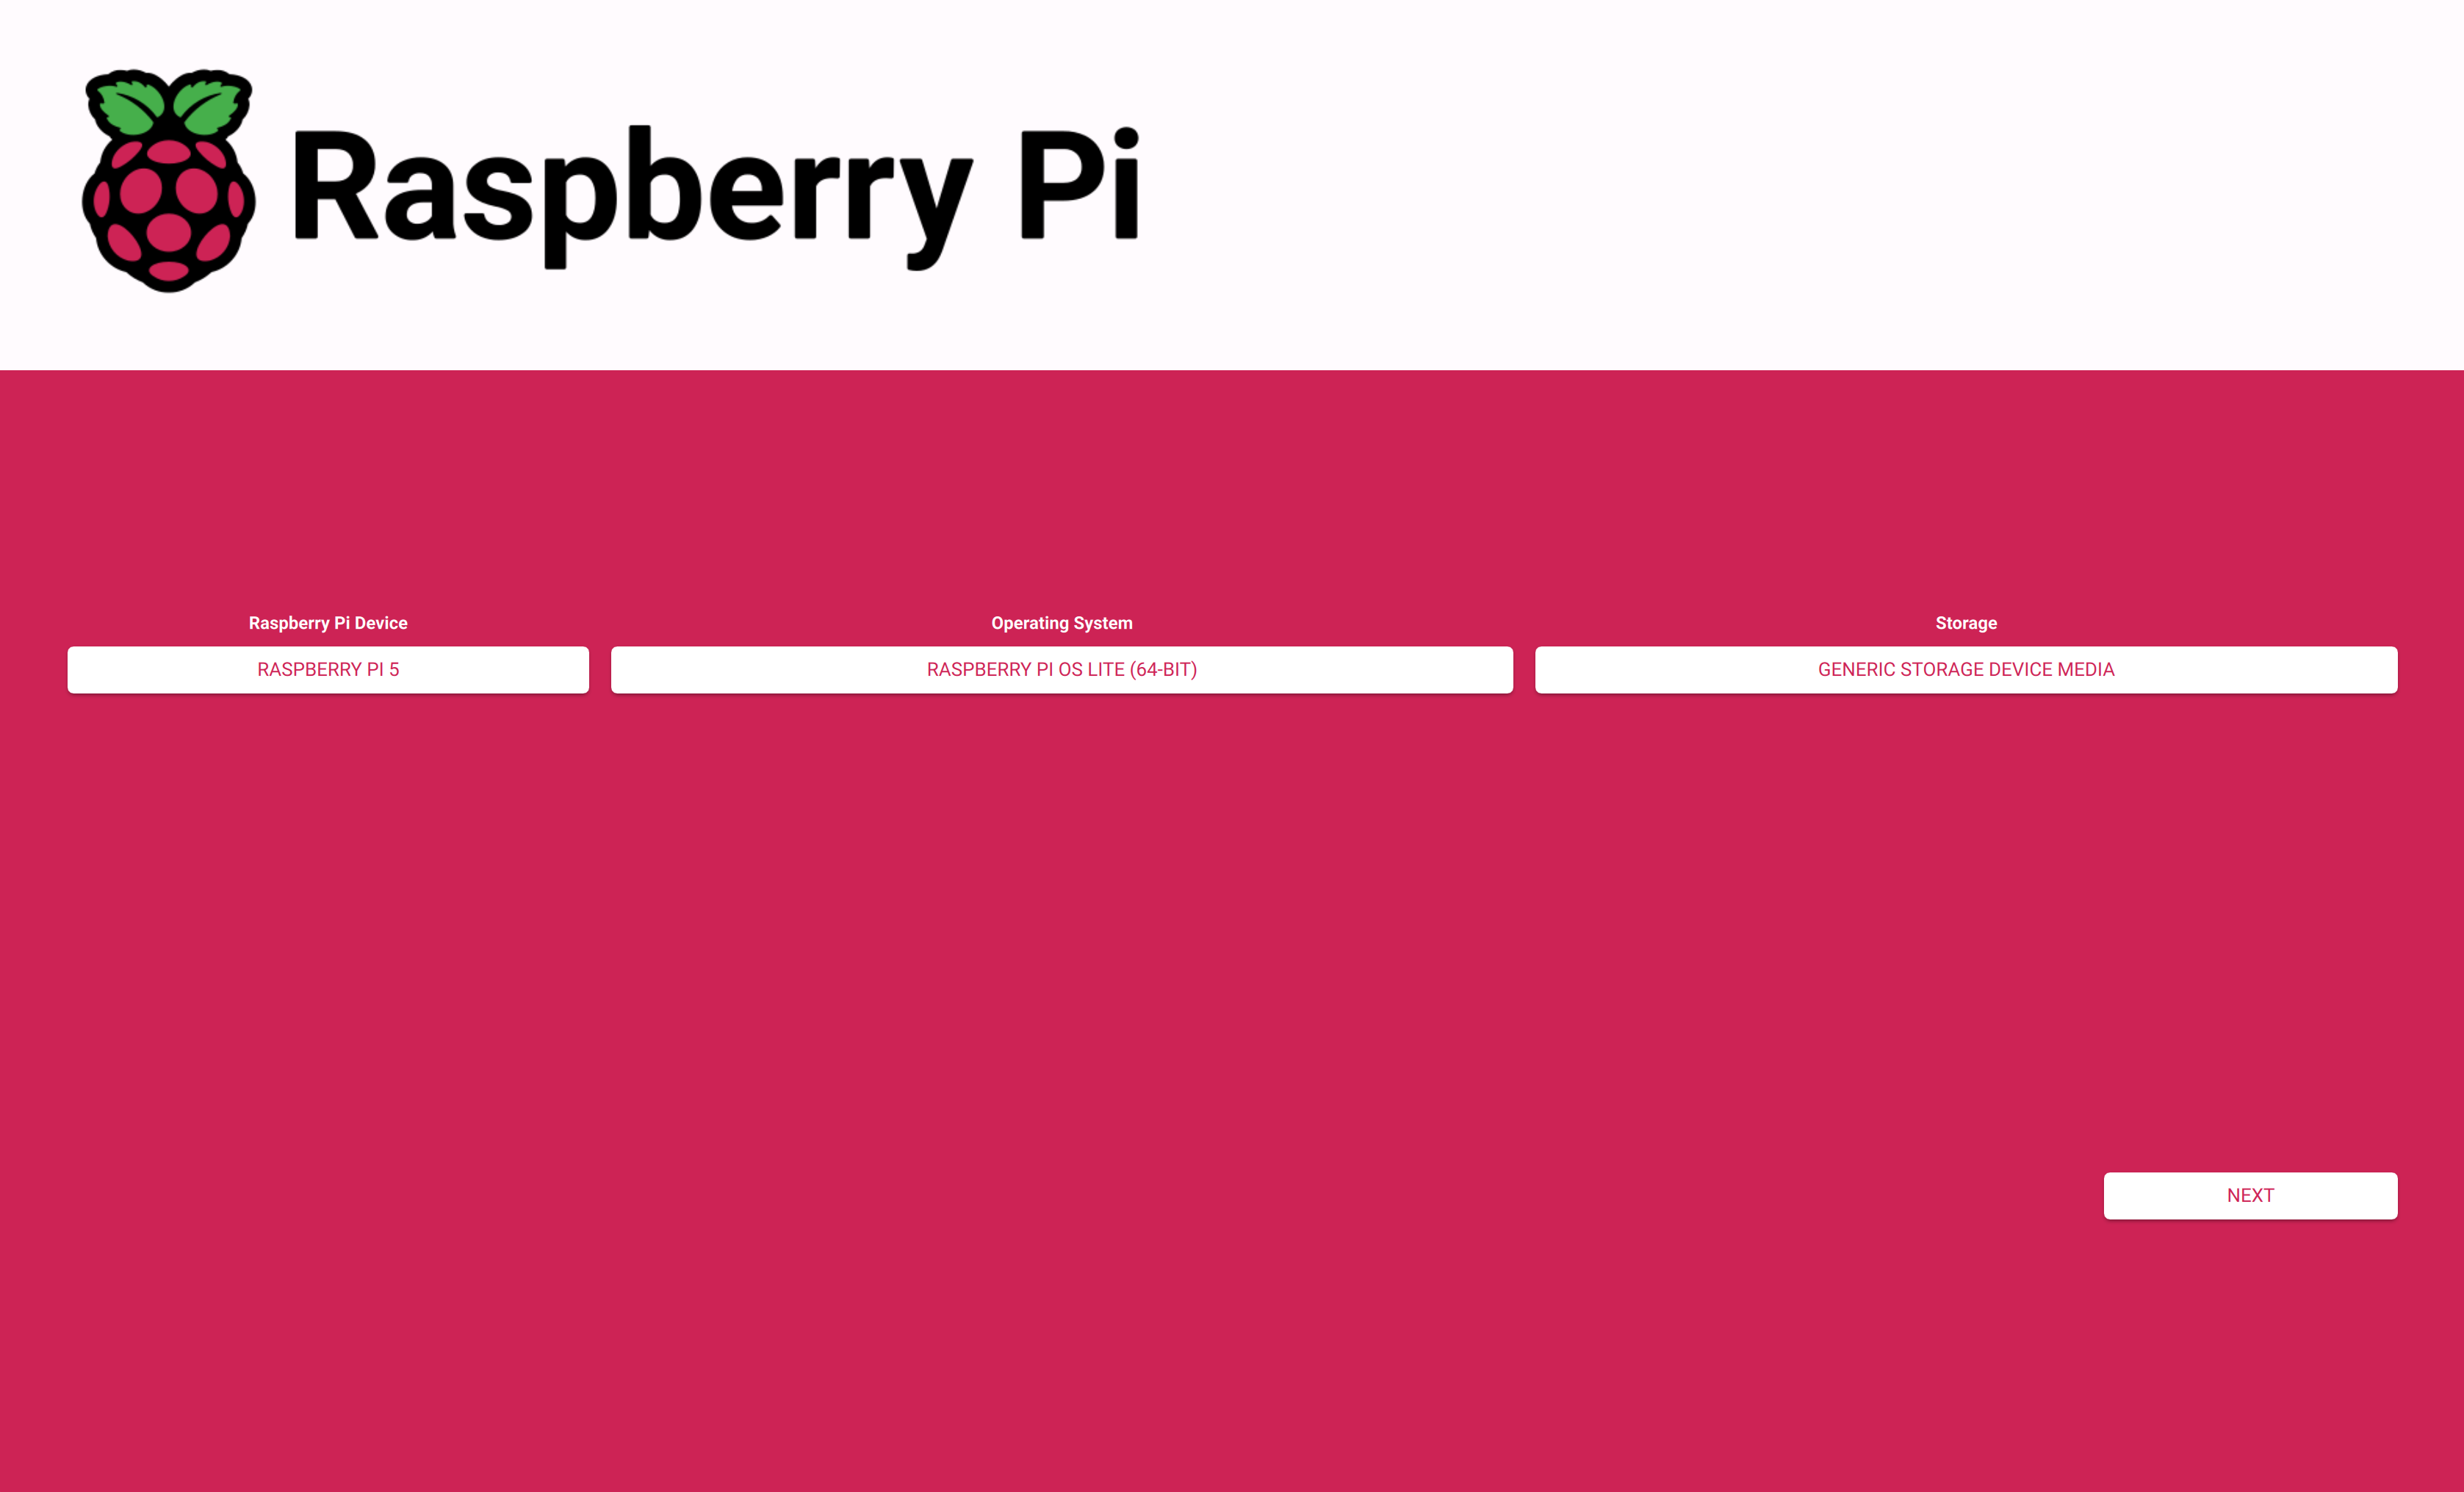 Raspberry Pi
Raspberry Pi Device
Operating System
Storage
RASPBERRY PI 5
RASPBERRY PI OS LITE (64-BIT)
GENERIC STORAGE DEVICE MEDIA
NEXT